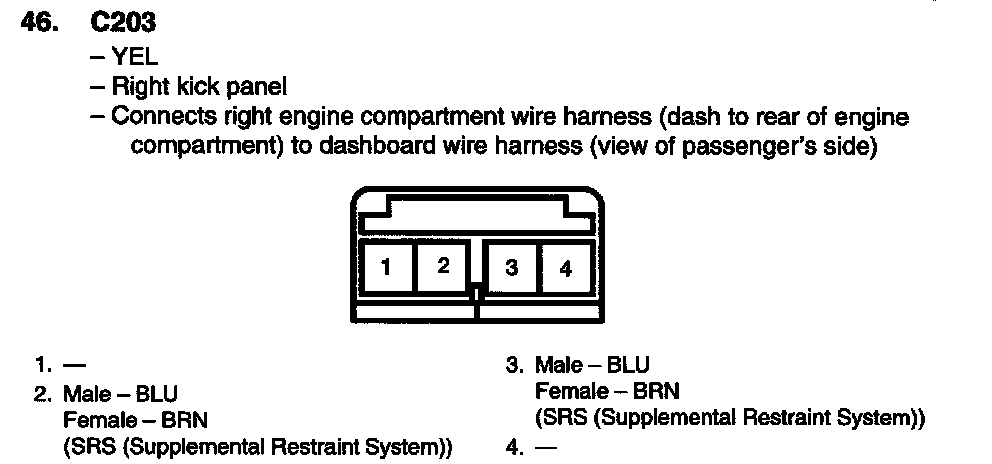 46. C203
– YEL
– Right kick panel
– Connects right engine compartment wire harness (dash to rear of engine
compartment) to dashboard wire harness (view of passenger's side)
1 2 3 4
1. —
2. Male – BLU
Female – BRN
(SRS (Supplemental Restraint System))
3. Male – BLU
Female – BRN
(SRS (Supplemental Restraint System))
4. —